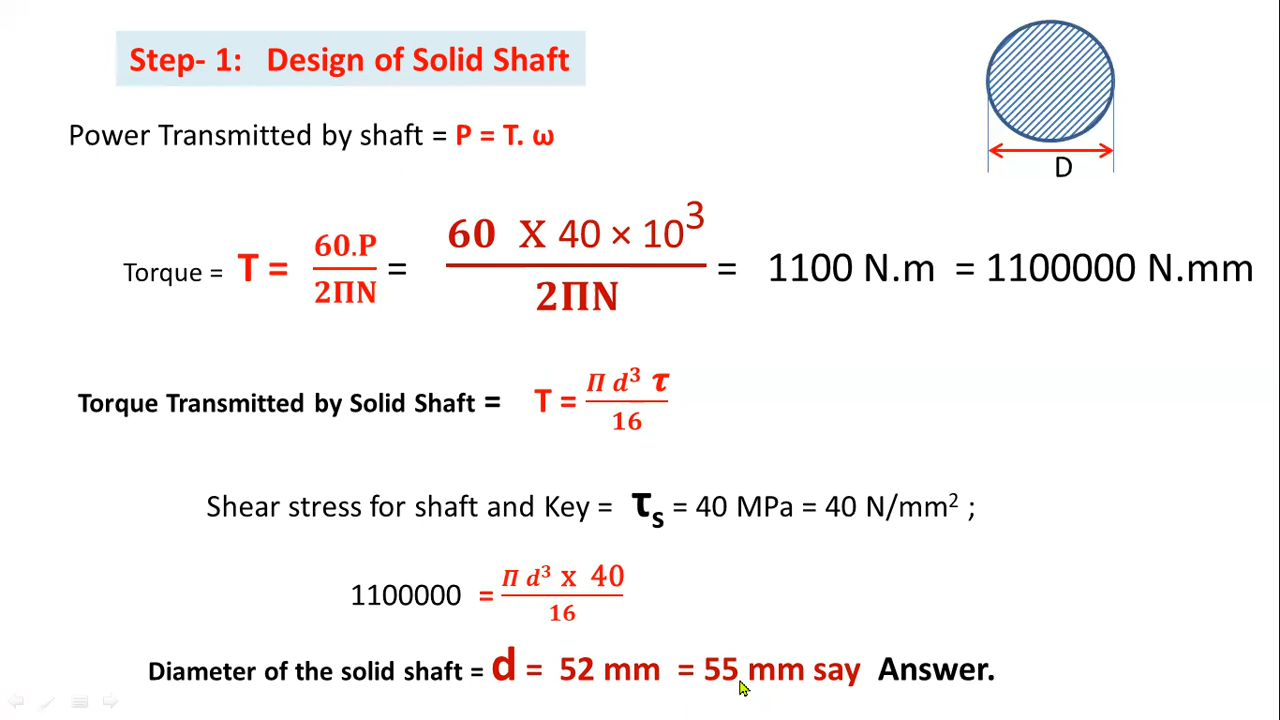 Step- 1: Design of Solid Shaft
Power Transmitted by shaft = P = T. ω
D
Torque = T = 60.P / 2ΠN = 60 X 40 × 10³ / 2ΠN = 1100 N.m = 1100000 N.mm
Torque Transmitted by Solid Shaft = T = Π d³ τ / 16
Shear stress for shaft and Key = τs = 40 MPa = 40 N/mm² ;
1100000 = Π d³ x 40 / 16
Diameter of the solid shaft = d = 52 mm = 55 mm say Answer.